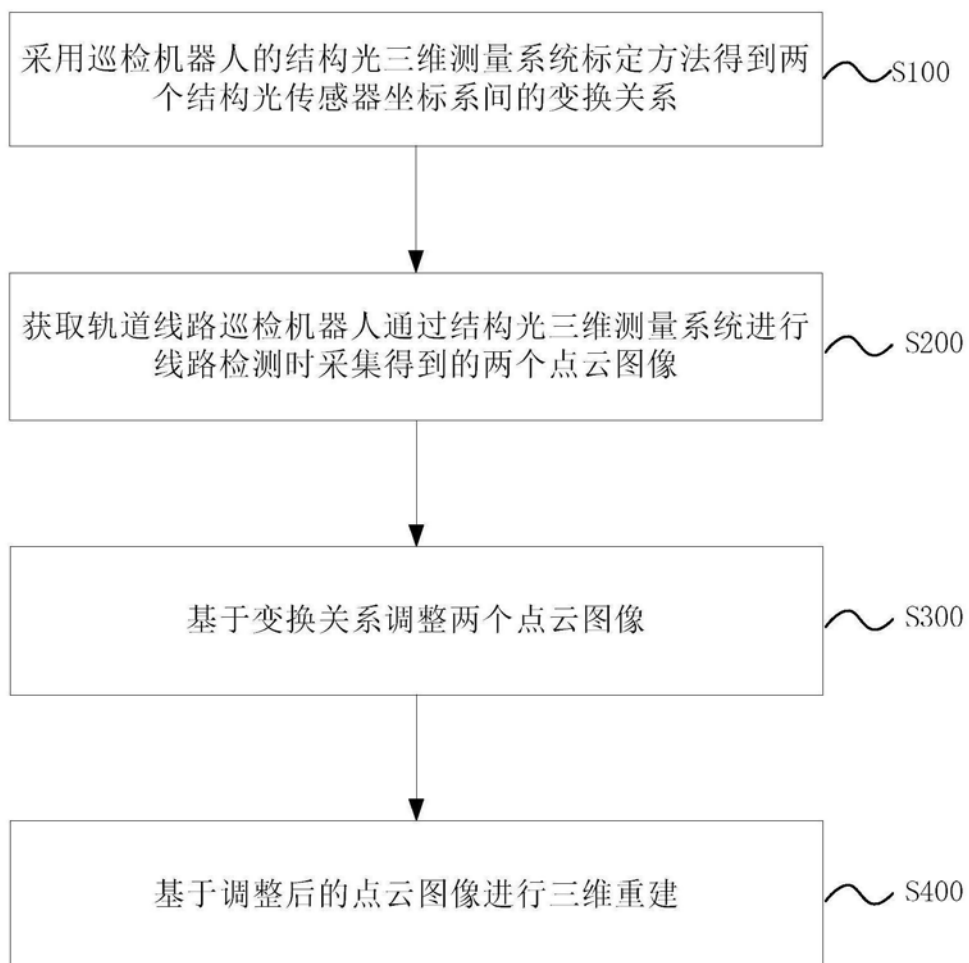 采用巡检机器人的结构光三维测量系统标定方法得到两
个结构光传感器坐标系间的变换关系
S100
获取轨道线路巡检机器人通过结构光三维测量系统进行
线路检测时采集得到的两个点云图像
S200
基于变换关系调整两个点云图像
S300
基于调整后的点云图像进行三维重建
S400